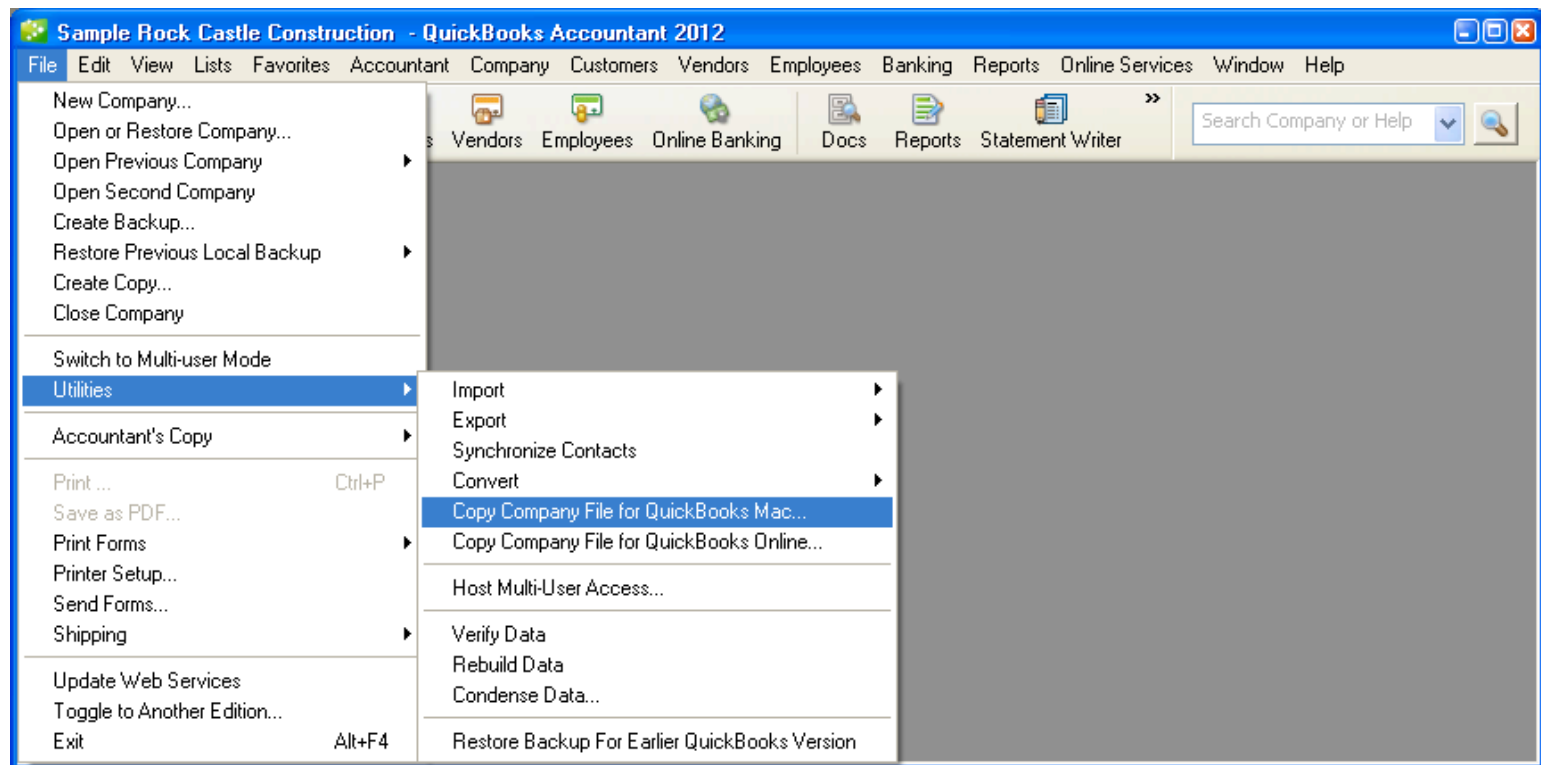 Sample Rock Castle Construction - QuickBooks Accountant 2012
File Edit View Lists Favorites Accountant Company Customers Vendors Employees Banking Reports Online Services Window Help
Vendors Employees Online Banking Docs Reports Statement Writer »
Search Company or Help
New Company...
Open or Restore Company...
Open Previous Company
Open Second Company
Create Backup...
Restore Previous Local Backup
Create Copy...
Close Company
Switch to Multi-user Mode
Utilities
Accountant's Copy
Print ... Ctrl+P
Save as PDF...
Print Forms
Printer Setup...
Send Forms...
Shipping
Update Web Services
Toggle to Another Edition...
Exit Alt+F4
Import
Export
Synchronize Contacts
Convert
Copy Company File for QuickBooks Mac...
Copy Company File for QuickBooks Online...
Host Multi-User Access...
Verify Data
Rebuild Data
Condense Data...
Restore Backup For Earlier QuickBooks Version